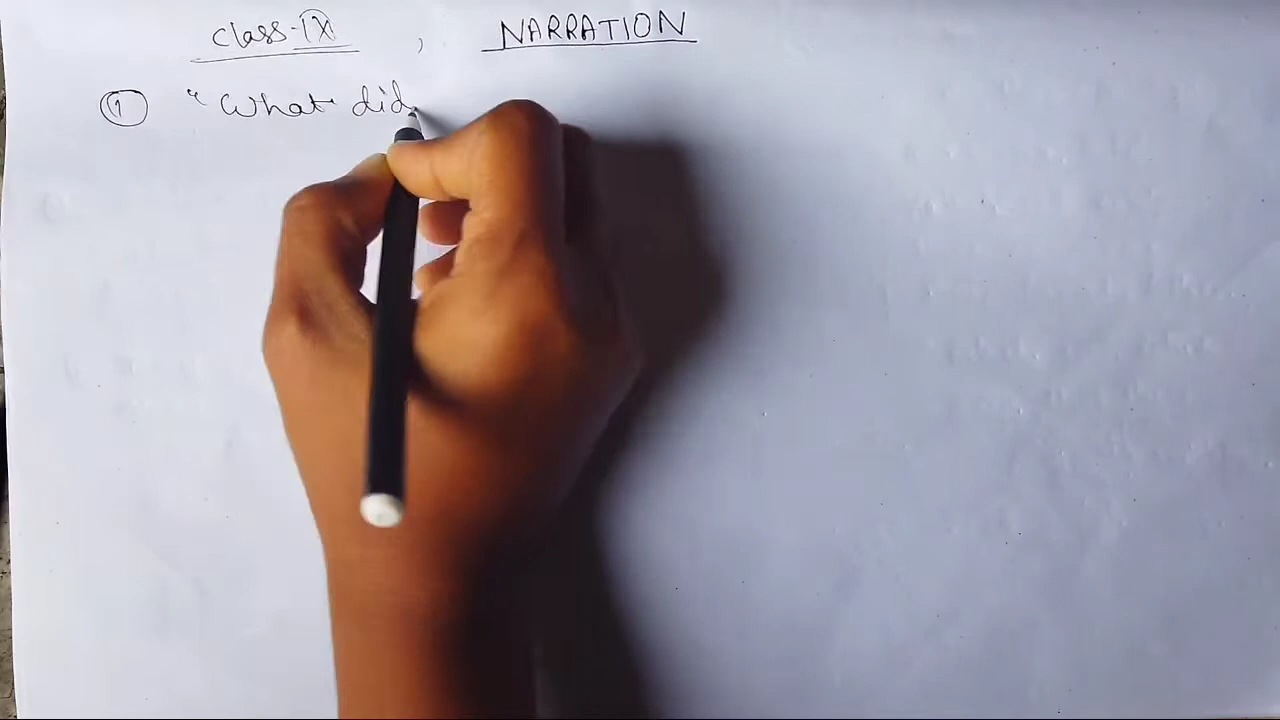 class-IX , NARRATION
① "What did